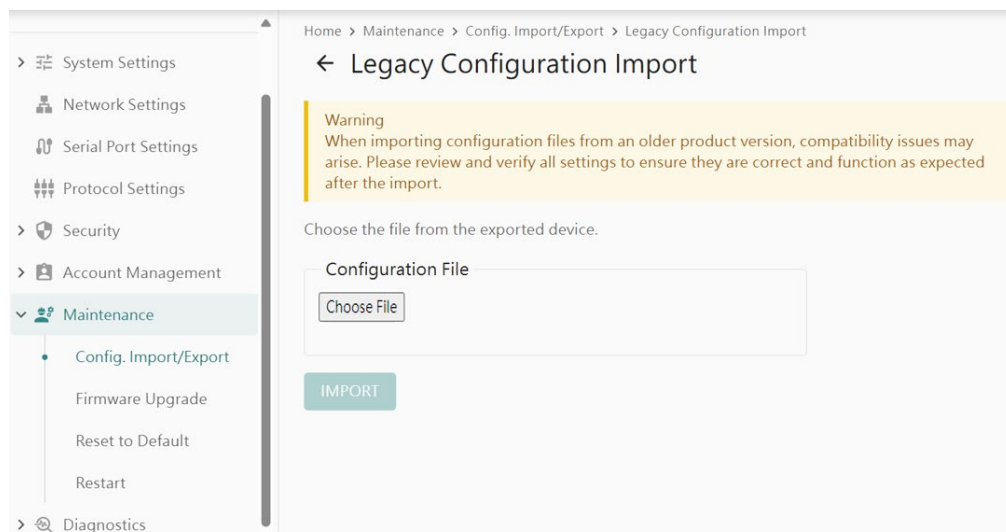 Home > Maintenance > Config. Import/Export > Legacy Configuration Import
← Legacy Configuration Import
System Settings
Network Settings
Serial Port Settings
Protocol Settings
Security
Account Management
Maintenance
Config. Import/Export
Firmware Upgrade
Reset to Default
Restart
Diagnostics
Warning
When importing configuration files from an older product version, compatibility issues may
arise. Please review and verify all settings to ensure they are correct and function as expected
after the import.
Choose the file from the exported device.
Configuration File
Choose File
IMPORT